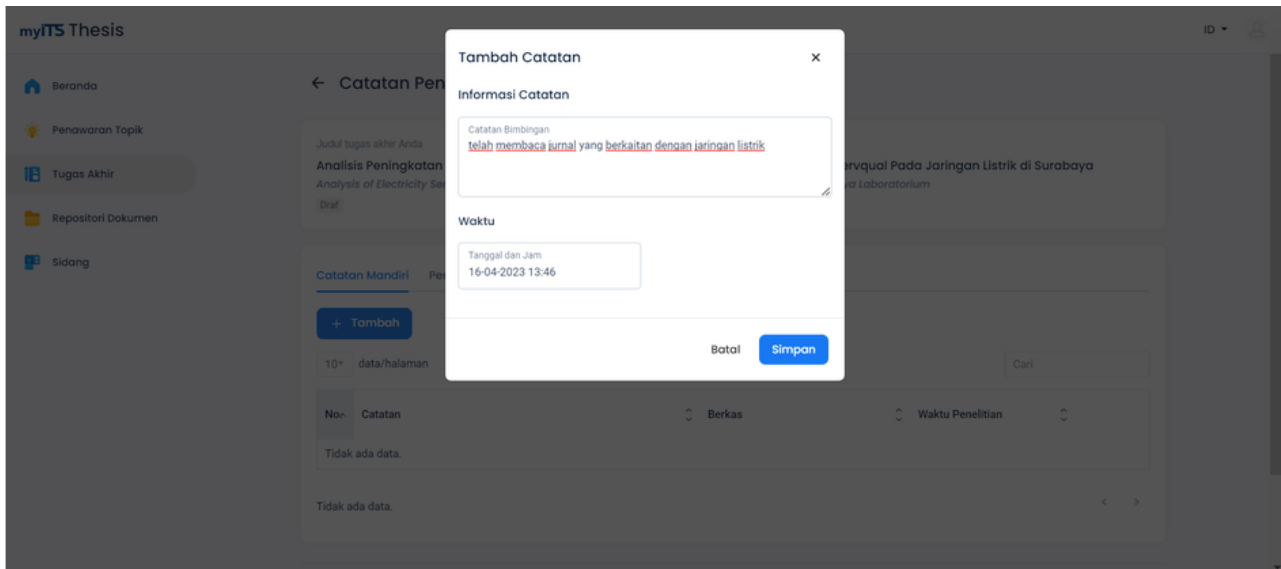 myITS Thesis
ID
Beranda
Penawaran Topik
Tugas Akhir
Repositori Dokumen
Sidang
← Catatan Pen
Judul tugas akhir Anda
Analisis Peningkatan
ervqual Pada Jaringan Listrik di Surabaya
Analysis of Electricity Ser
ya Laboratorium
Draf
Catatan Mandiri
+ Tambah
10 data/halaman
Cari
No Catatan Berkas Waktu Penelitian
Tidak ada data.
Tidak ada data.
Tambah Catatan
Informasi Catatan
Catatan Bimbingan
telah membaca jurnal yang berkaitan dengan jaringan listrik
Waktu
Tanggal dan Jam
16-04-2023 13:46
Batal Simpan